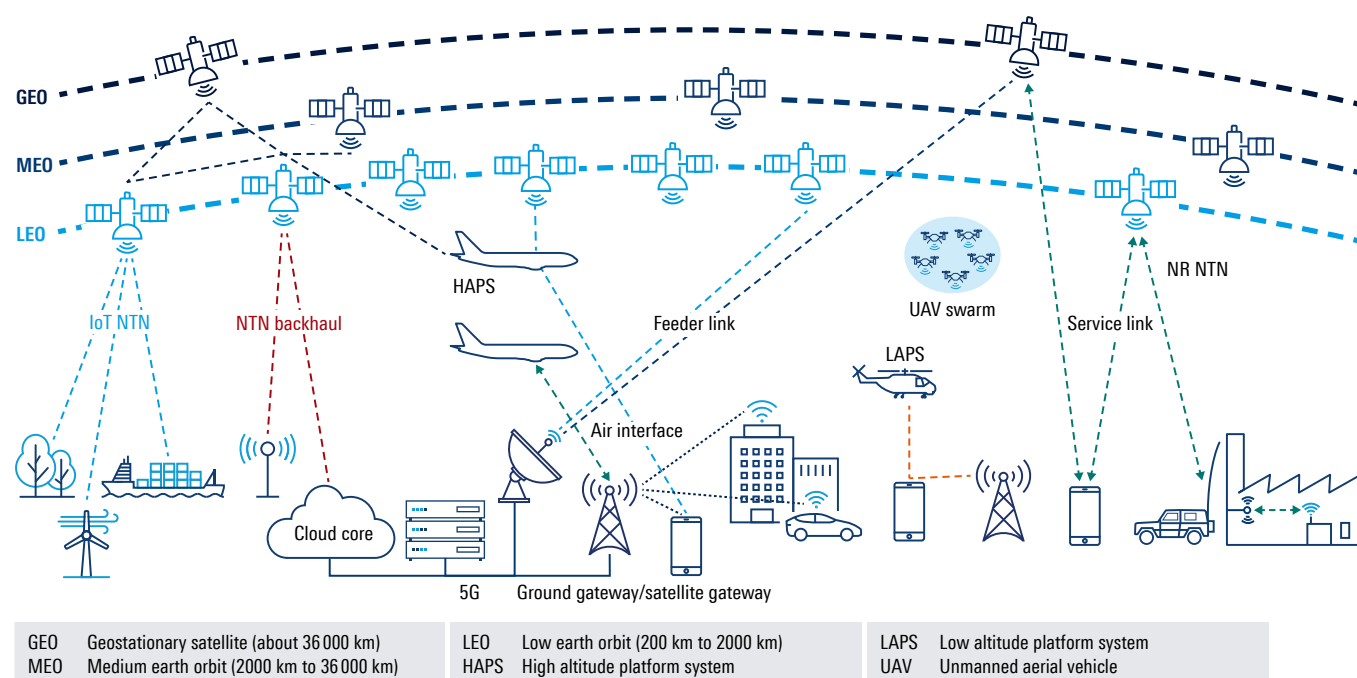 GEO
MEO
LEO
HAPS
UAV swarm
NR NTN
IoT NTN
NTN backhaul
Feeder link
Service link
LAPS
Air interface
Cloud core
5G
Ground gateway/satellite gateway
GEO Geostationary satellite (about 36 000 km)
MEO Medium earth orbit (2000 km to 36 000 km)
LEO Low earth orbit (200 km to 2000 km)
HAPS High altitude platform system
LAPS Low altitude platform system
UAV Unmanned aerial vehicle